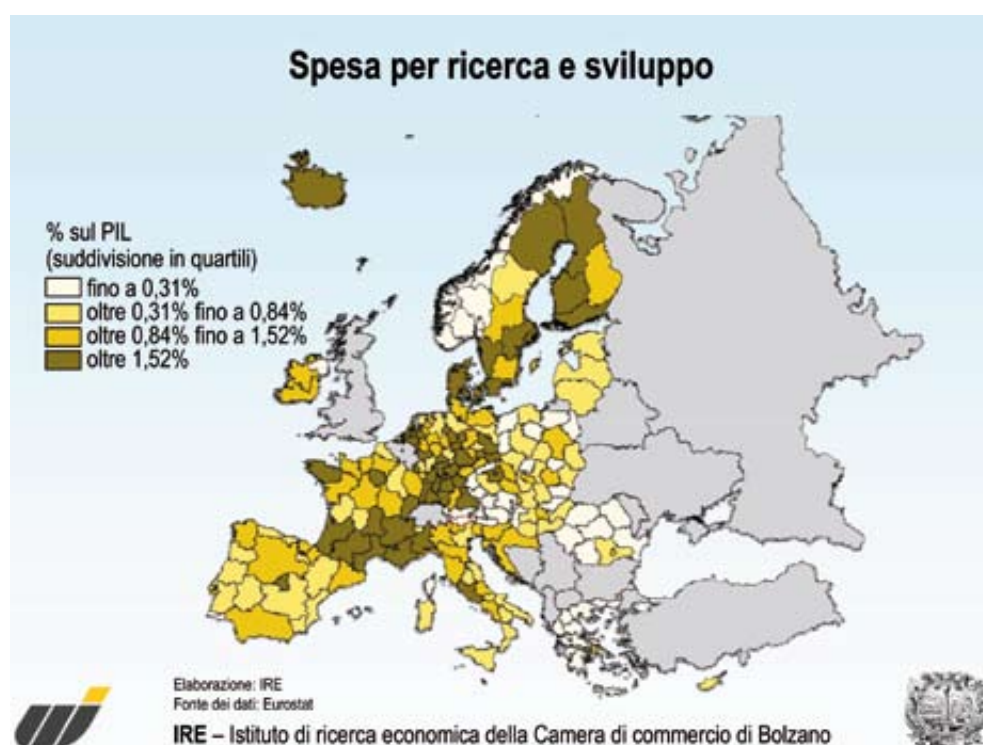 Spesa per ricerca e sviluppo
% sul PIL
(suddivisione in quartili)
fino a 0,31%
oltre 0,31% fino a 0,84%
oltre 0,84% fino a 1,52%
oltre 1,52%
Elaborazione: IRE
Fonte dei dati: Eurostat
IRE – Istituto di ricerca economica della Camera di commercio di Bolzano